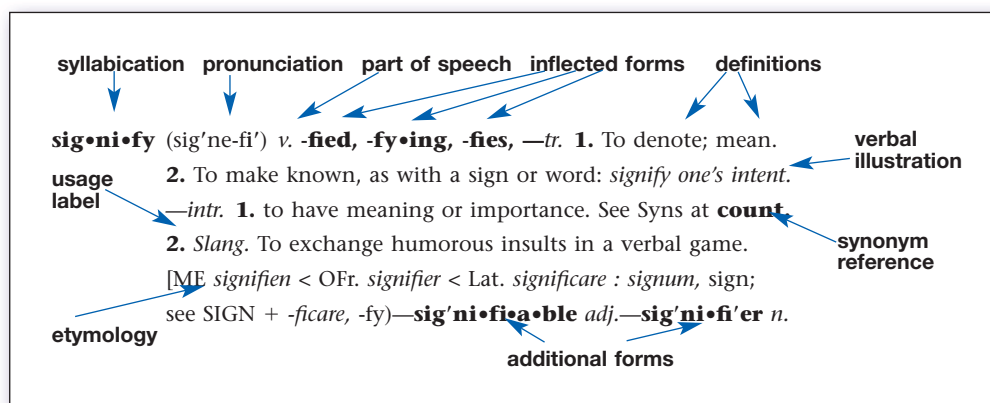 syllabication pronunciation part of speech inflected forms definitions
sig•ni•fy (sig'ne-fi') v. -fied, -fy•ing, -fies, —tr. 1. To denote; mean.
verbal
illustration
2. To make known, as with a sign or word: signify one's intent.
usage
label
—intr. 1. to have meaning or importance. See Syns at count.
2. Slang. To exchange humorous insults in a verbal game.
synonym
reference
[ME signifien < OFr. signifier < Lat. significare : signum, sign;
see SIGN + -ficare, -fy)—sig'ni•fi•a•ble adj.—sig'ni•fi'er n.
etymology
additional forms